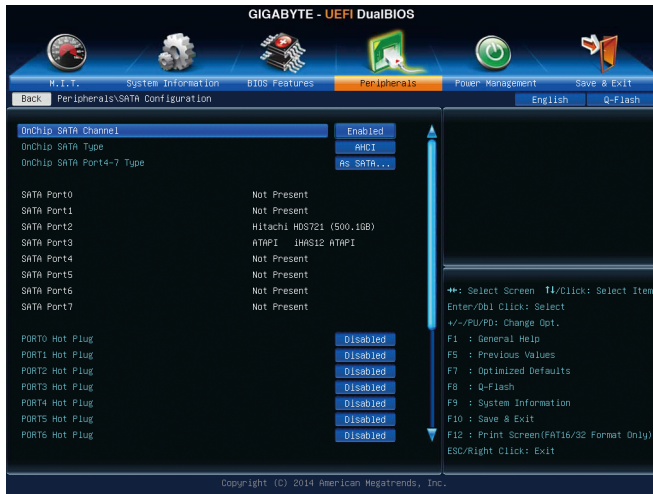 GIGABYTE - UEFI DualBIOS
M.I.T. System Information BIOS Features Peripherals Power Management Save & Exit
Back Peripherals\SATA Configuration English Q-Flash
OnChip SATA Channel Enabled
OnChip SATA Type AHCI
OnChip SATA Port4-7 Type As SATA...
SATA Port0 Not Present
SATA Port1 Not Present
SATA Port2 Hitachi HDS721 (500.1GB)
SATA Port3 ATAPI iHAS12 ATAPI
SATA Port4 Not Present
SATA Port5 Not Present
SATA Port6 Not Present
SATA Port7 Not Present
PORT0 Hot Plug Disabled
PORT1 Hot Plug Disabled
PORT2 Hot Plug Disabled
PORT3 Hot Plug Disabled
PORT4 Hot Plug Disabled
PORT5 Hot Plug Disabled
PORT6 Hot Plug Disabled
→←: Select Screen ↑↓/Click: Select Item
Enter/Dbl Click: Select
+/-/PU/PD: Change Opt.
F1 : General Help
F5 : Previous Values
F7 : Optimized Defaults
F8 : Q-Flash
F9 : System Information
F10 : Save & Exit
F12 : Print Screen(FAT16/32 Format Only)
ESC/Right Click: Exit
Copyright (C) 2014 American Megatrends, Inc.